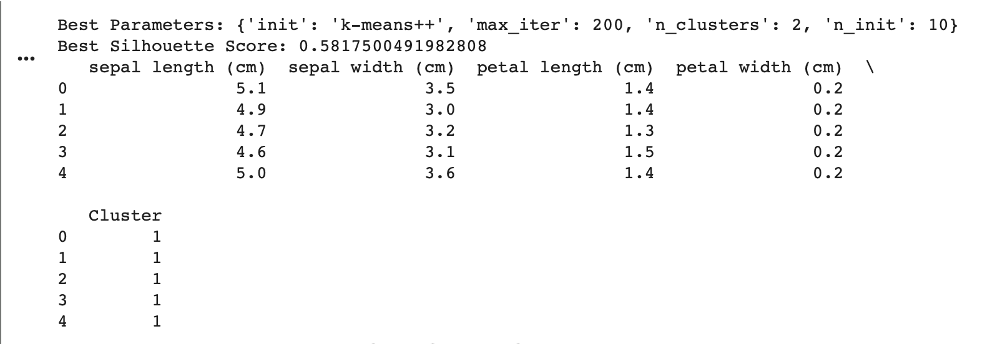 Best Parameters: {'init': 'k-means++', 'max_iter': 200, 'n_clusters': 2, 'n_init': 10}
Best Silhouette Score: 0.5817500491982808
   sepal length (cm)  sepal width (cm)  petal length (cm)  petal width (cm)  \
0                5.1               3.5                1.4               0.2
1                4.9               3.0                1.4               0.2
2                4.7               3.2                1.3               0.2
3                4.6               3.1                1.5               0.2
4                5.0               3.6                1.4               0.2
   Cluster
0        1
1        1
2        1
3        1
4        1